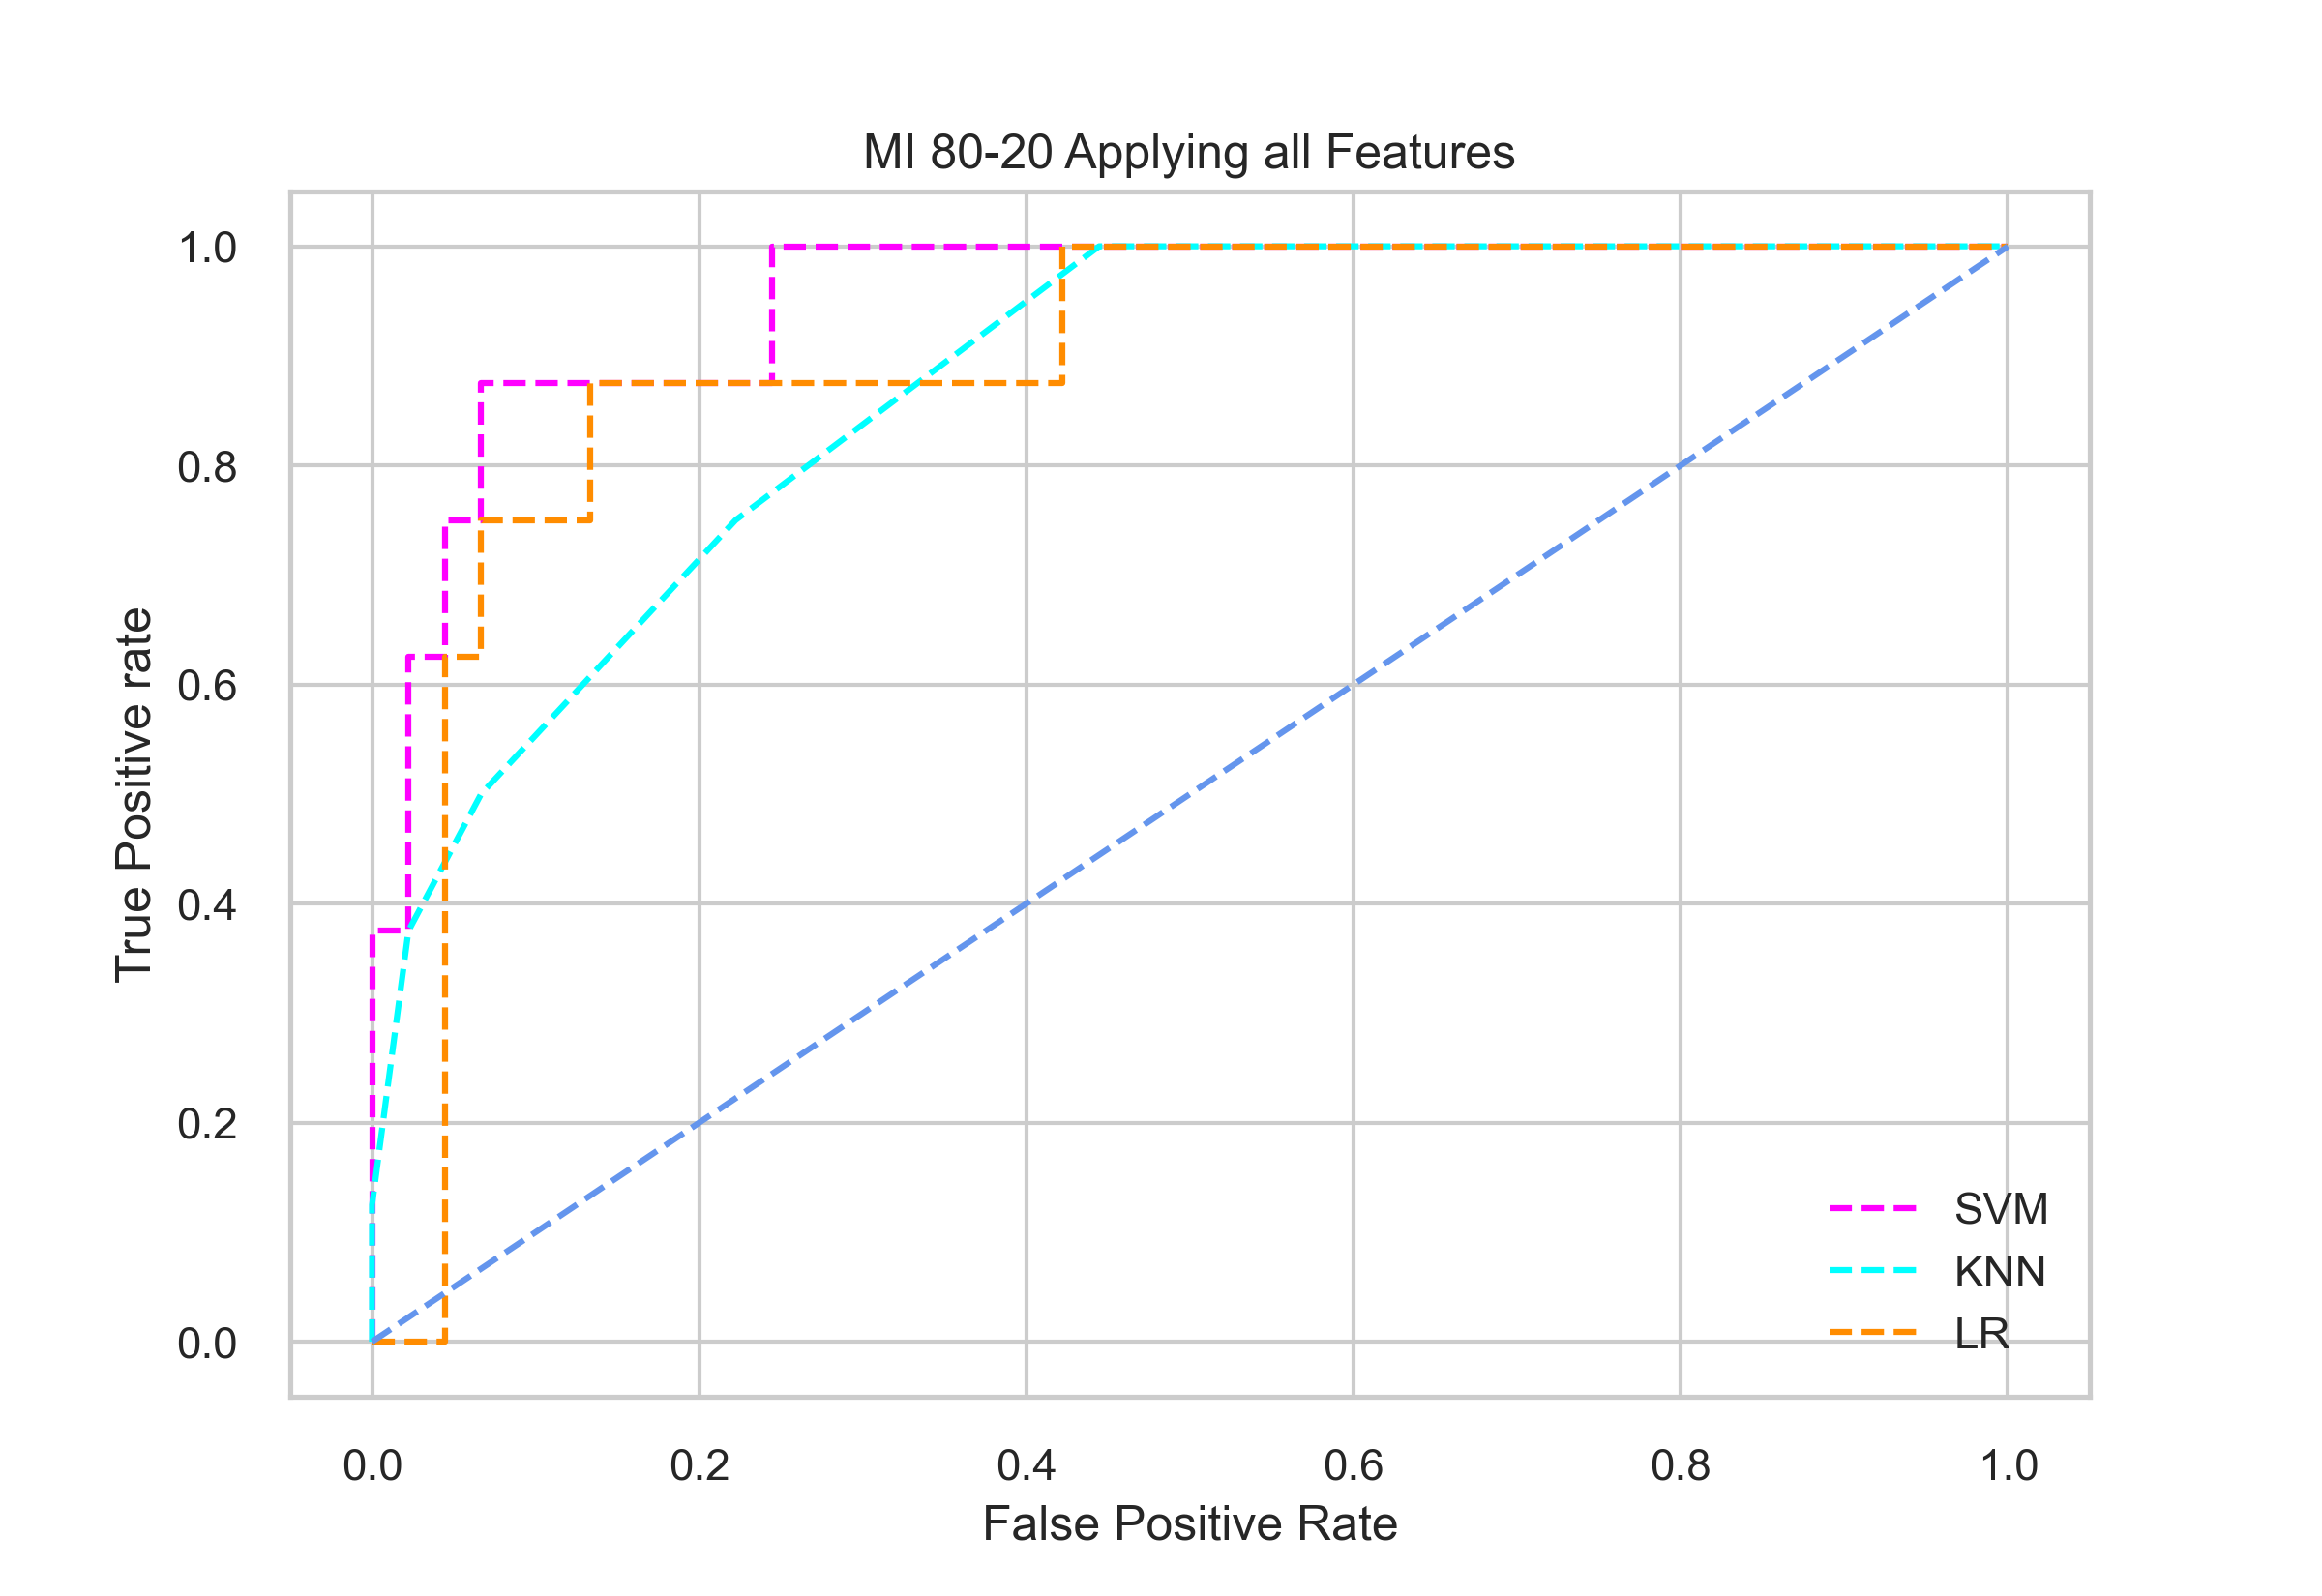 MI 80-20 Applying all Features
1.0
0.8
0.6
0.4
0.2
0.0
True Positive rate
SVM
KNN
LR
0.0 0.2 0.4 0.6 0.8 1.0
False Positive Rate